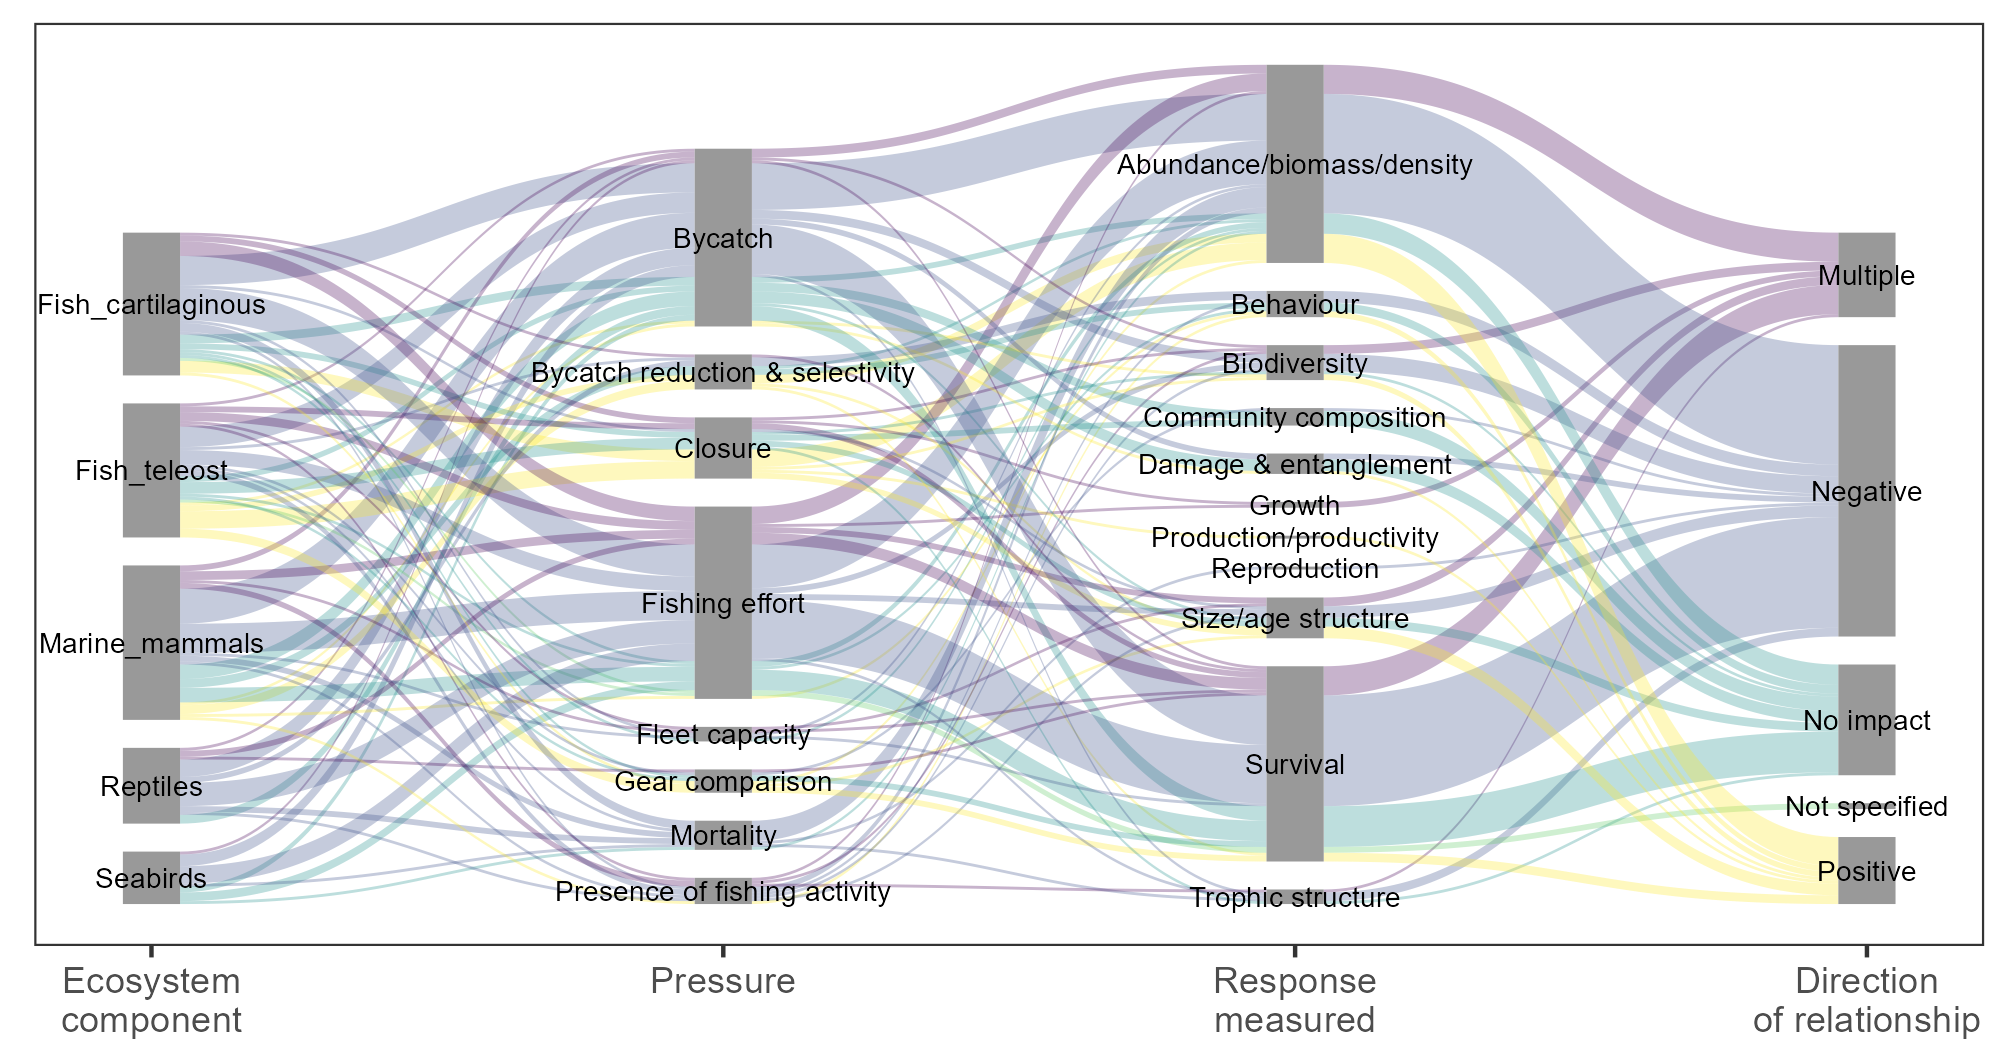 Fish_cartilaginous
Fish_teleost
Marine_mammals
Reptiles
Seabirds
Bycatch
Bycatch reduction & selectivity
Closure
Fishing effort
Fleet capacity
Gear comparison
Mortality
Presence of fishing activity
Abundance/biomass/density
Behaviour
Biodiversity
Community composition
Damage & entanglement
Growth
Production/productivity
Reproduction
Size/age structure
Survival
Trophic structure
Multiple
Negative
No impact
Not specified
Positive
Ecosystem
component
Pressure
Response
measured
Direction
of relationship